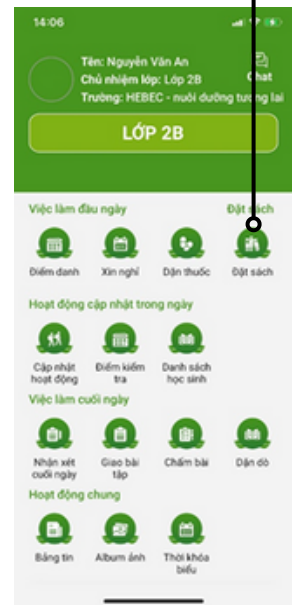 14:06
Tên: Nguyễn Văn An
Chủ nhiệm lớp: Lớp 2B
Chat
Trường: HEBEC - nuôi dưỡng tương lai
LỚP 2B
Việc làm đầu ngày
Đặt sách
Điểm danh
Xin nghỉ
Dặn thuốc
Đặt sách
Hoạt động cập nhật trong ngày
Cập nhật
hoạt động
Điểm kiểm
tra
Danh sách
học sinh
Việc làm cuối ngày
Nhận xét
cuối ngày
Giao bài
tập
Chấm bài
Dặn dò
Hoạt động chung
Bảng tin
Album ảnh
Thời khóa
biểu